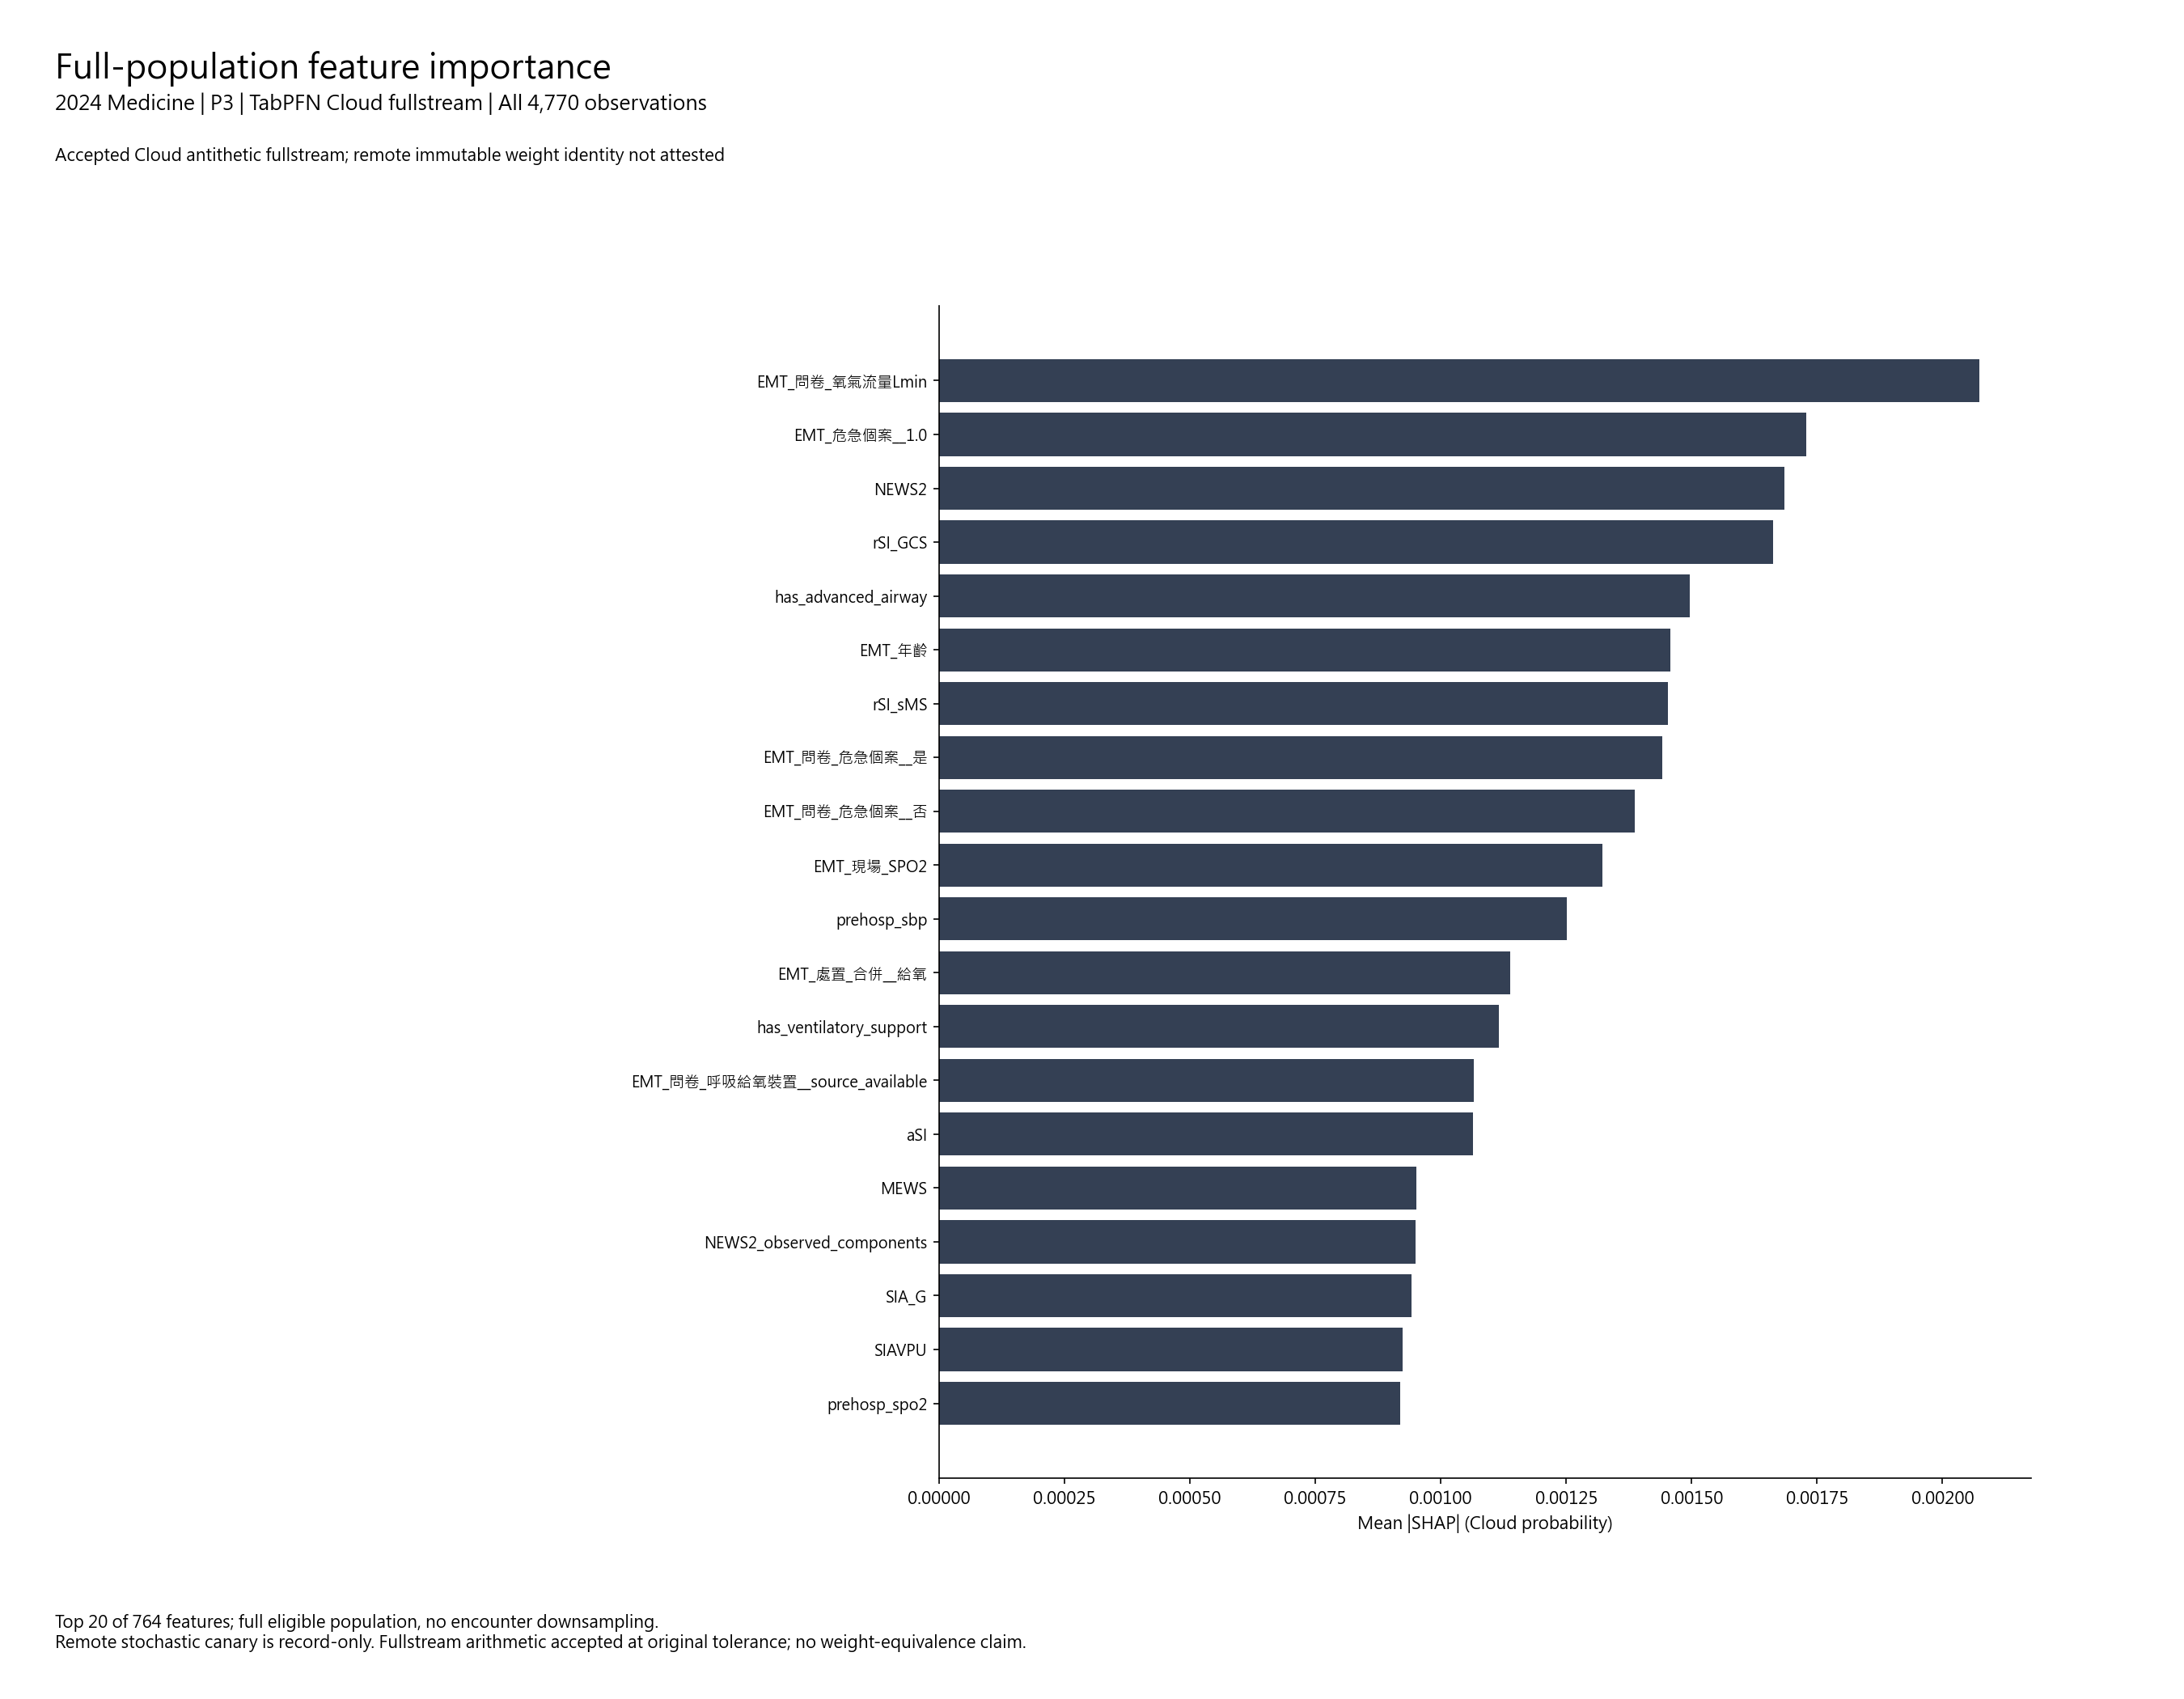 Full-population feature importance
2024 Medicine | P3 | TabPFN Cloud fullstream | All 4,770 observations
Accepted Cloud antithetic fullstream; remote immutable weight identity not attested
EMT_問卷_氧氣流量Lmin
EMT_危急個案__1.0
NEWS2
rSI_GCS
has_advanced_airway
EMT_年齡
rSI_sMS
EMT_問卷_危急個案__是
EMT_問卷_危急個案__否
EMT_現場_SPO2
prehosp_sbp
EMT_處置_合併__給氧
has_ventilatory_support
EMT_問卷_呼吸給氧裝置__source_available
aSI
MEWS
NEWS2_observed_components
SIA_G
SIAVPU
prehosp_spo2
0.00000 0.00025 0.00050 0.00075 0.00100 0.00125 0.00150 0.00175 0.00200
Mean |SHAP| (Cloud probability)
Top 20 of 764 features; full eligible population, no encounter downsampling.
Remote stochastic canary is record-only. Fullstream arithmetic accepted at original tolerance; no weight-equivalence claim.